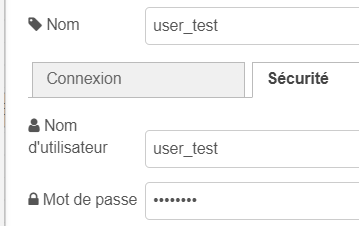 Nom
user_test
Connexion
Sécurité
Nom
d'utilisateur
user_test
Mot de passe
••••••••